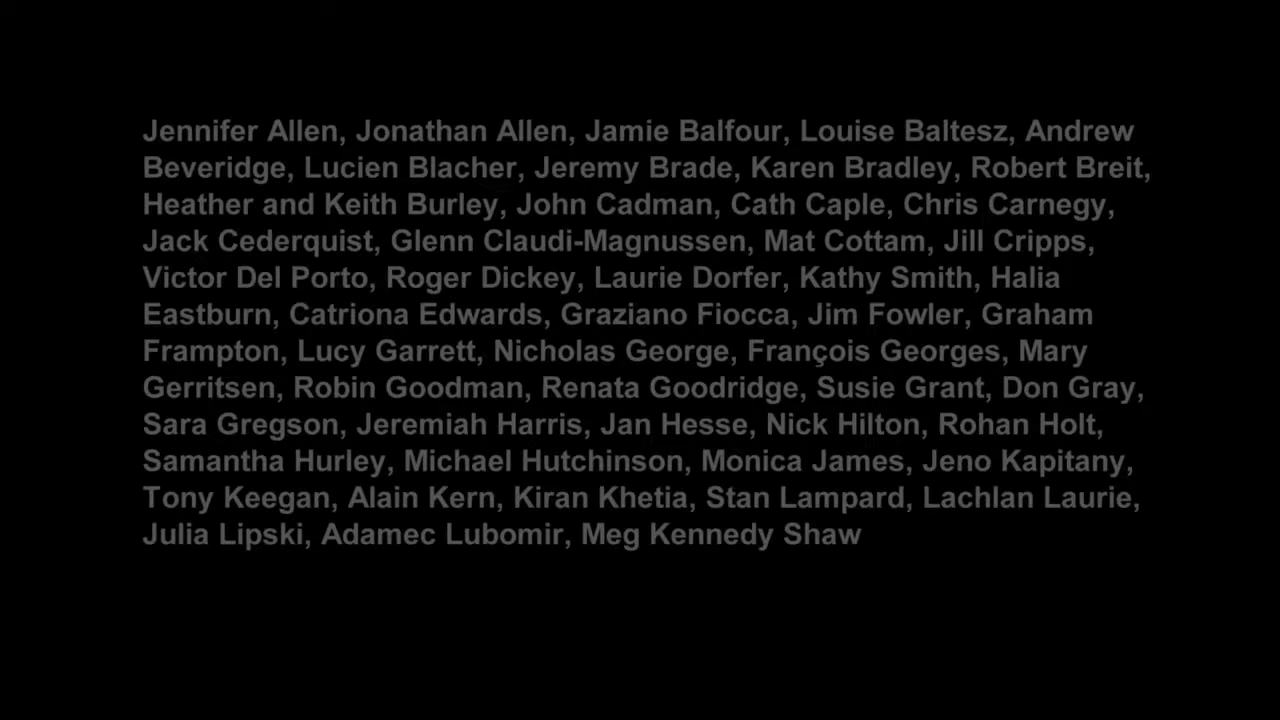 Jennifer Allen, Jonathan Allen, Jamie Balfour, Louise Baltesz, Andrew
Beveridge, Lucien Blacher, Jeremy Brade, Karen Bradley, Robert Breit,
Heather and Keith Burley, John Cadman, Cath Caple, Chris Carnegy,
Jack Cederquist, Glenn Claudi-Magnussen, Mat Cottam, Jill Cripps,
Victor Del Porto, Roger Dickey, Laurie Dorfer, Kathy Smith, Halia
Eastburn, Catriona Edwards, Graziano Fiocca, Jim Fowler, Graham
Frampton, Lucy Garrett, Nicholas George, François Georges, Mary
Gerritsen, Robin Goodman, Renata Goodridge, Susie Grant, Don Gray,
Sara Gregson, Jeremiah Harris, Jan Hesse, Nick Hilton, Rohan Holt,
Samantha Hurley, Michael Hutchinson, Monica James, Jeno Kapitany,
Tony Keegan, Alain Kern, Kiran Khetia, Stan Lampard, Lachlan Laurie,
Julia Lipski, Adamec Lubomir, Meg Kennedy Shaw